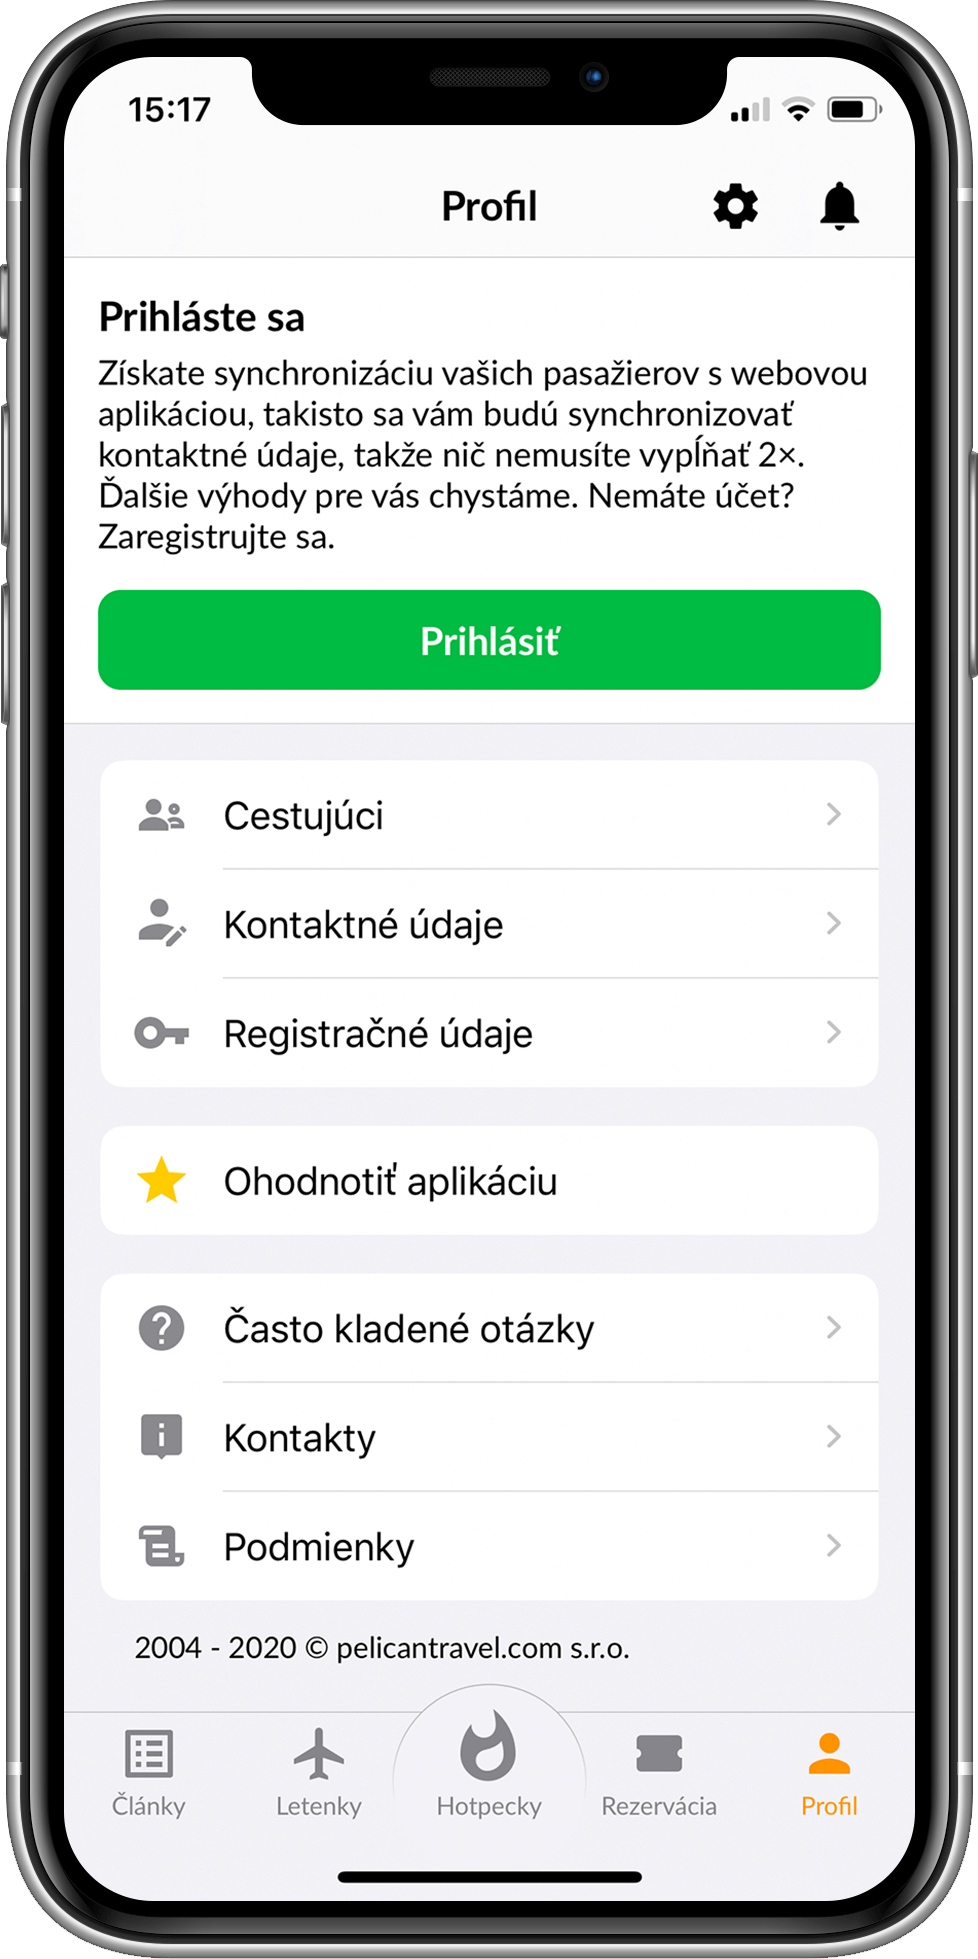 15:17
Profil
Prihláste sa
Získate synchronizáciu vašich pasažierov s webovou
aplikáciou, takisto sa vám budú synchronizovať
kontaktné údaje, takže nič nemusíte vypĺňať 2×.
Ďalšie výhody pre vás chystáme. Nemáte účet?
Zaregistrujte sa.
Prihlásiť
Cestujúci
Kontaktné údaje
Registračné údaje
Ohodnotiť aplikáciu
Často kladené otázky
Kontakty
Podmienky
2004 - 2020 © pelicantravel.com s.r.o.
Články Letenky Hotpecky Rezervácia Profil